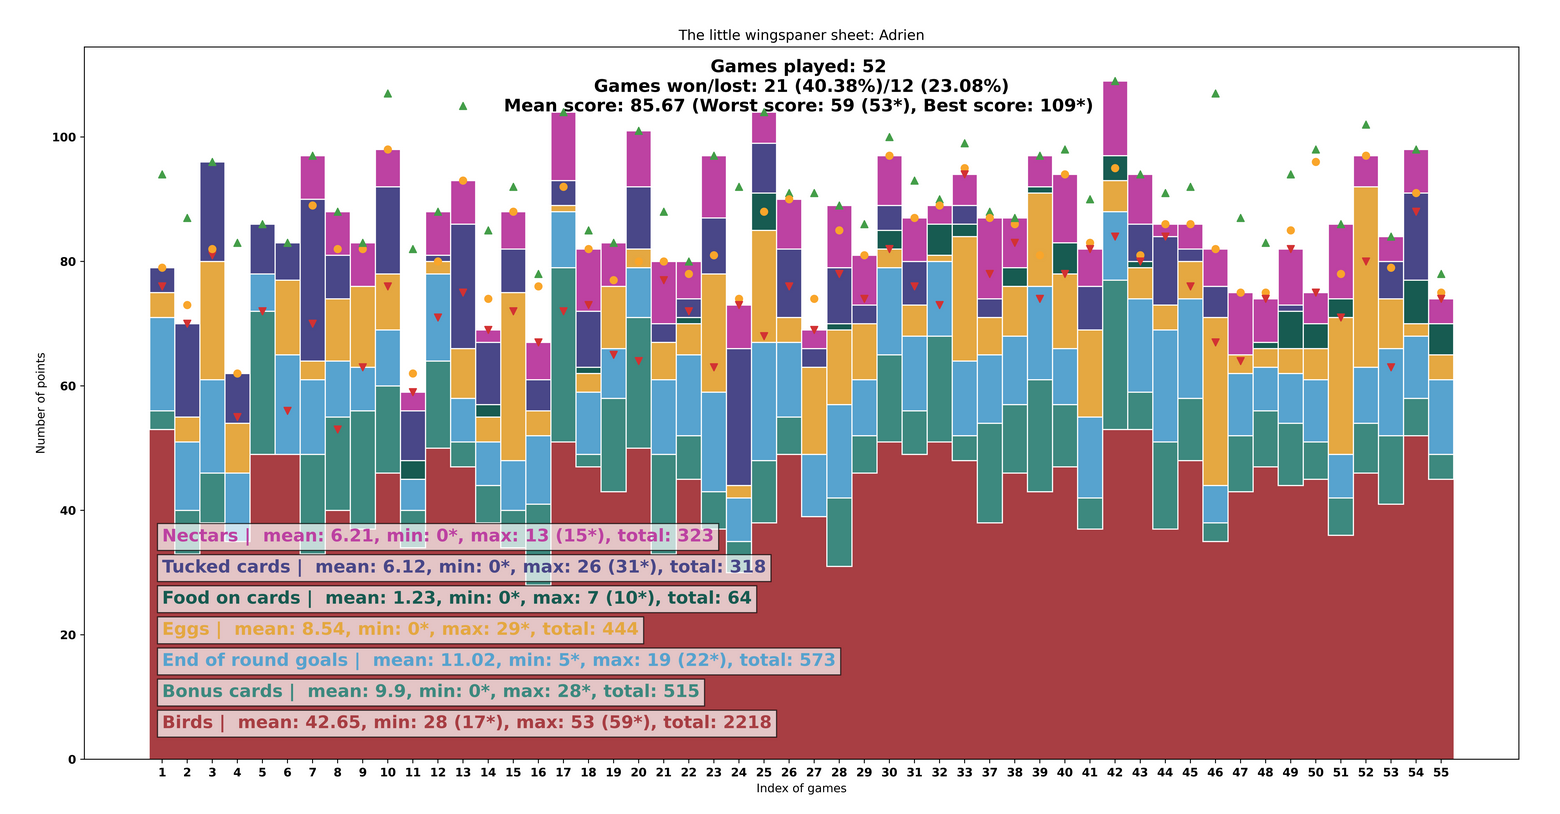 The little wingspaner sheet: Adrien
Games played: 52
Games won/lost: 21 (40.38%)/12 (23.08%)
Mean score: 85.67 (Worst score: 59 (53*), Best score: 109*)
Number of points
100
80
60
40
20
0
Nectars | mean: 6.21, min: 0*, max: 13 (15*), total: 323
Tucked cards | mean: 6.12, min: 0*, max: 26 (31*), total: 318
Food on cards | mean: 1.23, min: 0*, max: 7 (10*), total: 64
Eggs | mean: 8.54, min: 0*, max: 29*, total: 444
End of round goals | mean: 11.02, min: 5*, max: 19 (22*), total: 573
Bonus cards | mean: 9.9, min: 0*, max: 28*, total: 515
Birds | mean: 42.65, min: 28 (17*), max: 53 (59*), total: 2218
1 2 3 4 5 6 7 8 9 10 11 12 13 14 15 16 17 18 19 20 21 22 23 24 25 26 27 28 29 30 31 32 33 37 38 39 40 41 42 43 44 45 46 47 48 49 50 51 52 53 54 55
Index of games